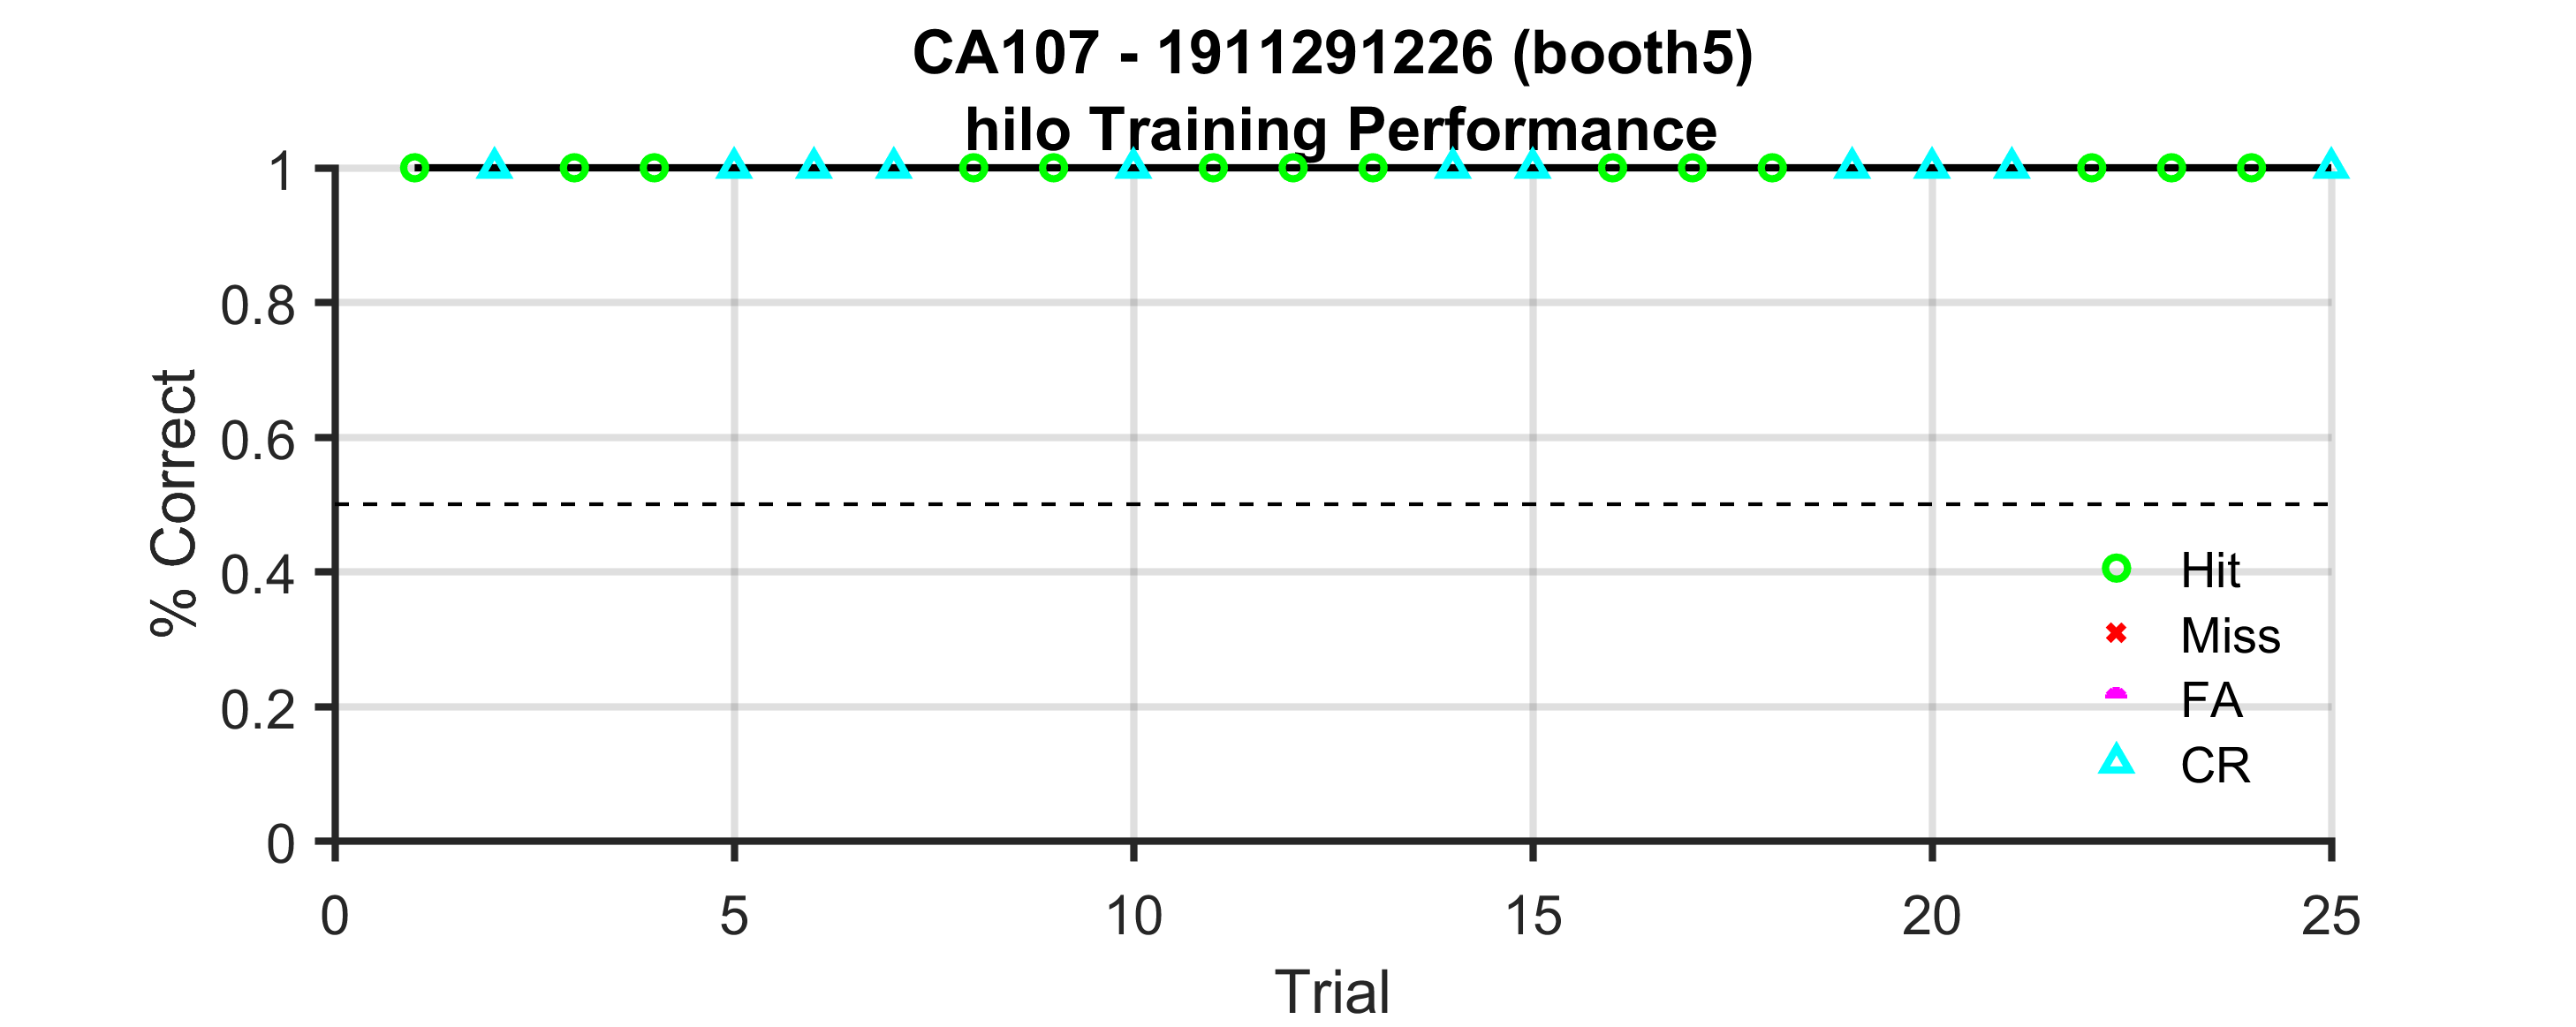 CA107 - 1911291226 (booth5)
hilo Training Performance
1
0.8
0.6
0.4
0.2
0
% Correct
Hit
Miss
FA
CR
0 5 10 15 20 25
Trial